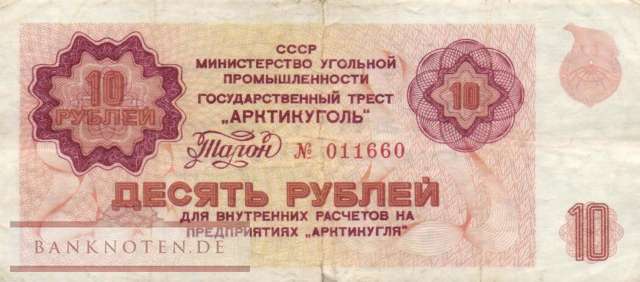 СССР
МИНИСТЕРСТВО УГОЛЬНОЙ
ПРОМЫШЛЕННОСТИ
ГОСУДАРСТВЕННЫЙ ТРЕСТ
„АРКТИКУГОЛЬ"
10
РУБЛЕЙ
10
Талон № 011660
ДЕСЯТЬ РУБЛЕЙ
ДЛЯ ВНУТРЕННИХ РАСЧЕТОВ НА
ПРЕДПРИЯТИЯХ „АРКТИКУГЛЯ"
10
BANKNOTEN.DE